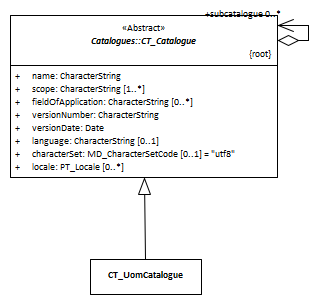 +subcatalogue 0..*
«Abstract»
Catalogues::CT_Catalogue
{root}
+ name: CharacterString
+ scope: CharacterString [1..*]
+ fieldOfApplication: CharacterString [0..*]
+ versionNumber: CharacterString
+ versionDate: Date
+ language: CharacterString [0..1]
+ characterSet: MD_CharacterSetCode [0..1] = "utf8"
+ locale: PT_Locale [0..*]
CT_UomCatalogue